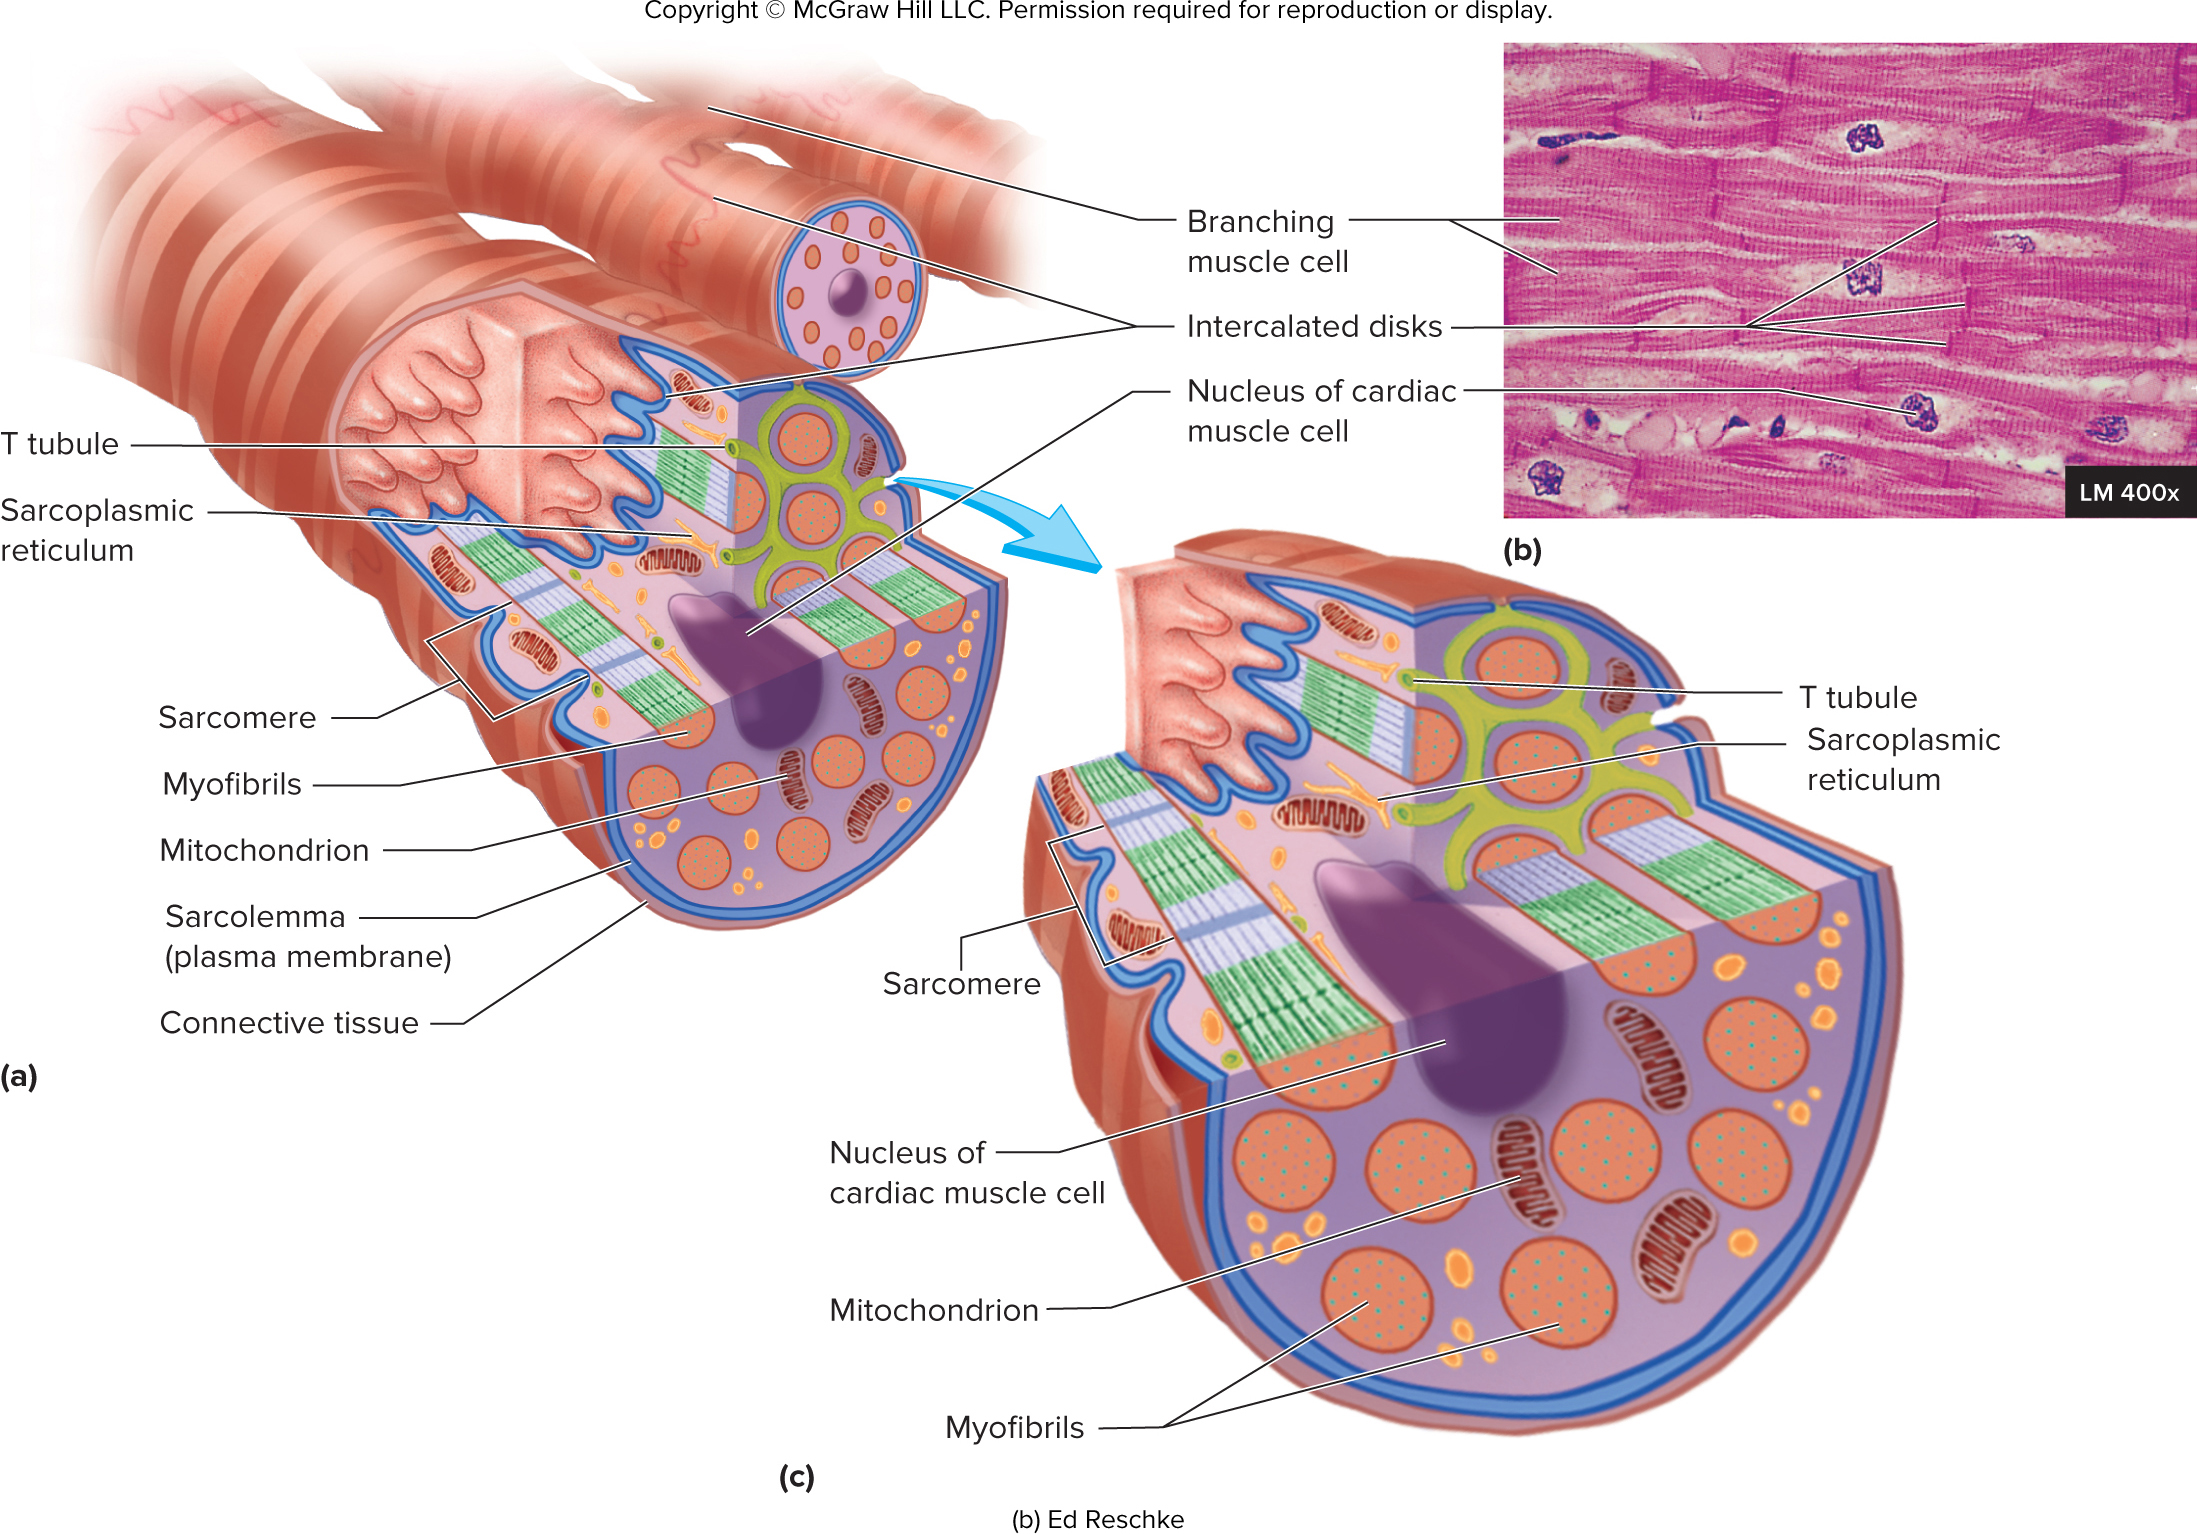 Copyright © McGraw Hill LLC. Permission required for reproduction or display.
Branching
muscle cell
Intercalated disks
Nucleus of cardiac
muscle cell
T tubule
Sarcoplasmic
reticulum
Sarcomere
Myofibrils
Mitochondrion
Sarcolemma
(plasma membrane)
Connective tissue
(a)
LM 400x
(b)
T tubule
Sarcoplasmic
reticulum
Sarcomere
Nucleus of
cardiac muscle cell
Mitochondrion
Myofibrils
(c)
(b) Ed Reschke